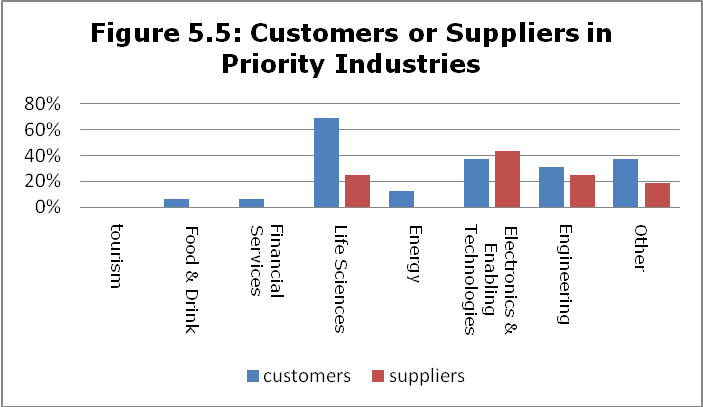 Figure 5.5: Customers or Suppliers in
Priority Industries
80%
60%
40%
20%
0%
tourism
Food & Drink
Financial
Services
Life Sciences
Energy
Electronics &
Enabling
Technologies
Engineering
Other
customers
suppliers